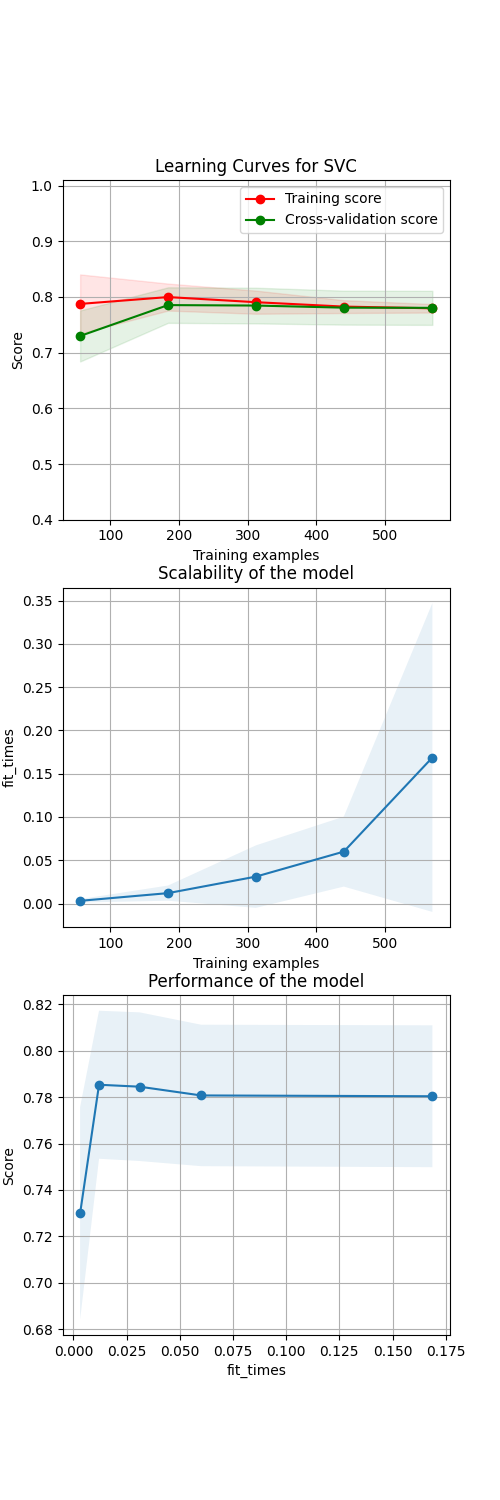 Learning Curves for SVC
1.0
0.9
0.8
0.7
0.6
0.5
0.4
Score
Training score
Cross-validation score
100 200 300 400 500
Training examples
Scalability of the model
0.35
0.30
0.25
0.20
0.15
0.10
0.05
0.00
fit_times
100 200 300 400 500
Training examples
Performance of the model
0.82
0.80
0.78
0.76
0.74
0.72
0.70
0.68
Score
0.000 0.025 0.050 0.075 0.100 0.125 0.150 0.175
fit_times